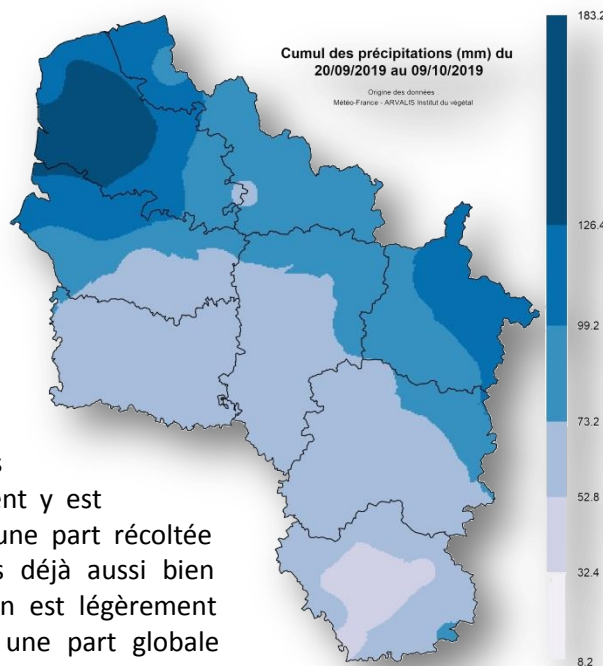 Cumul des précipitations (mm) du
20/09/2019 au 09/10/2019
Origine des données
Météo-France - ARVALIS Institut du végétal
183.2
126.4
99.2
73.2
52.8
32.4
8.2
y est
une part récoltée
déjà aussi bien
est légèrement
une part globale